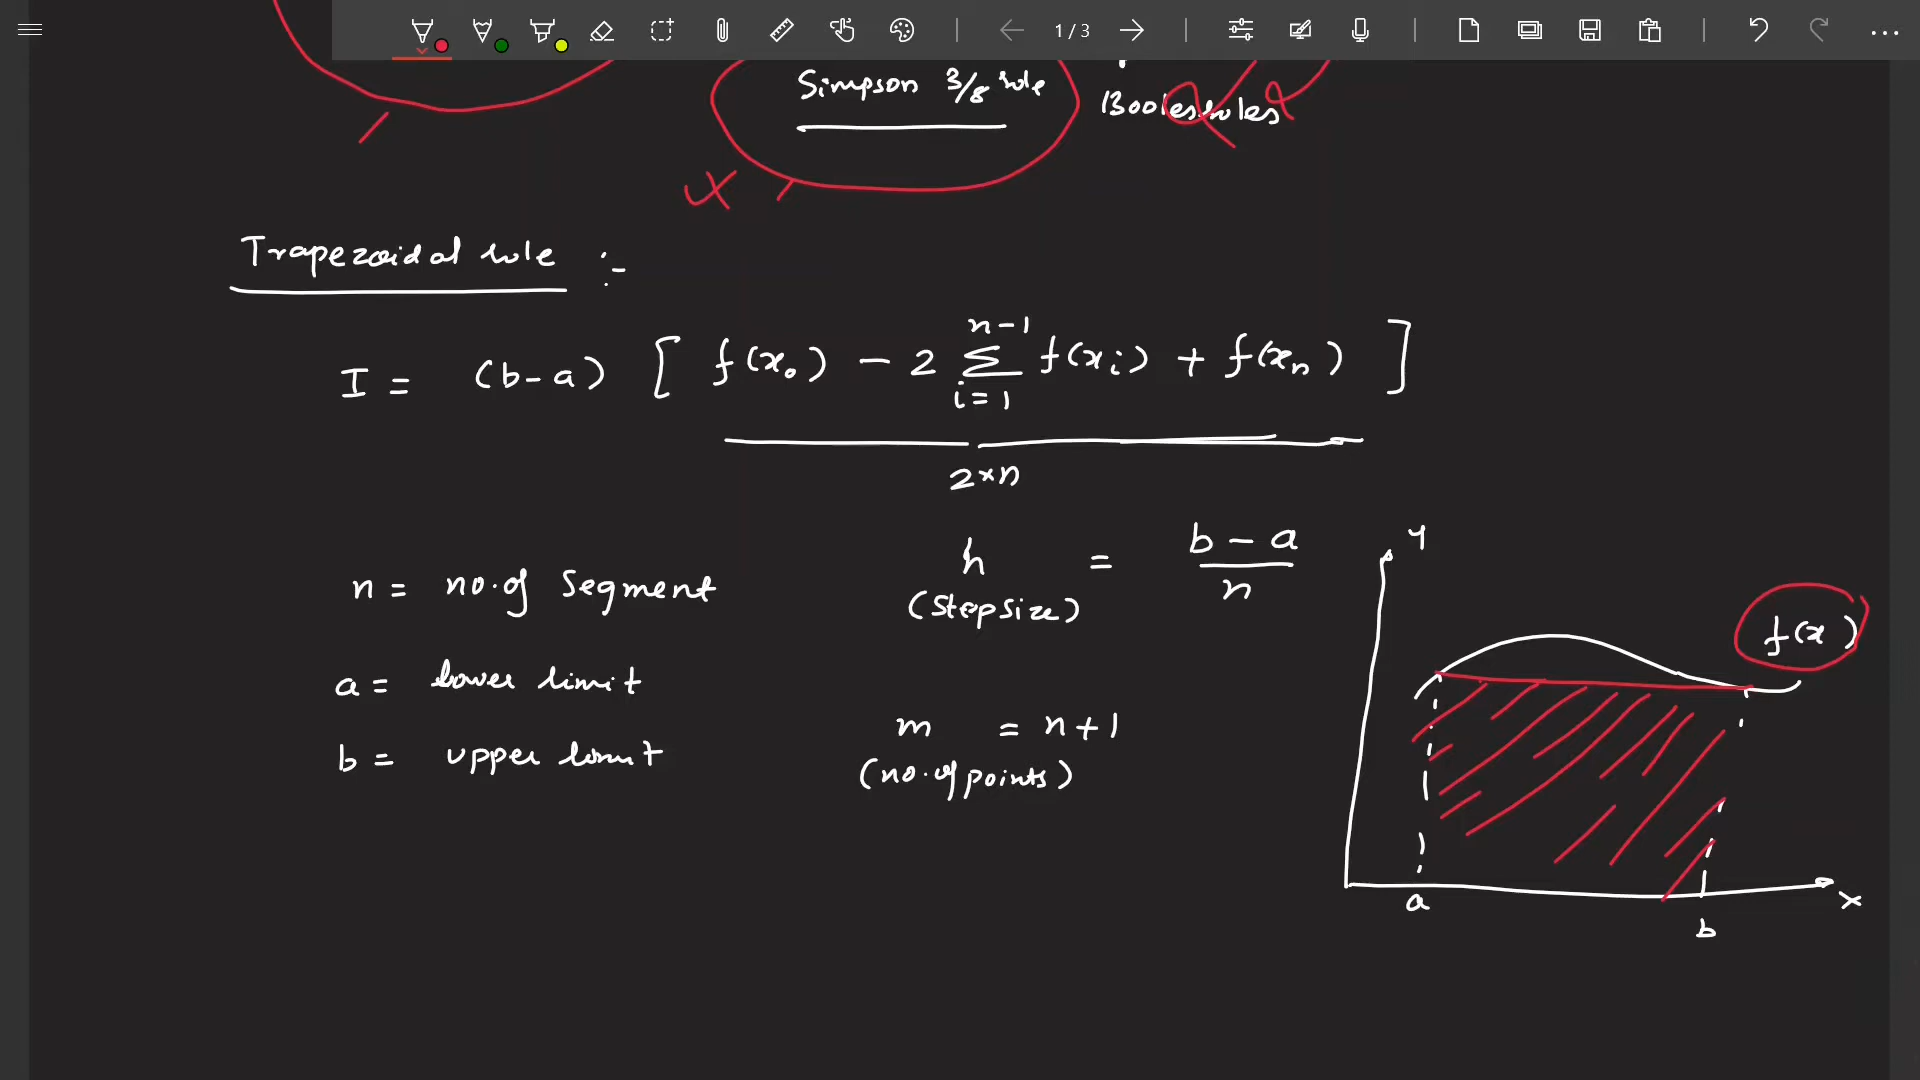 1 / 3
Simpson 3/8 rule
Booles rules
Trapezoidal rule :-
I = (b-a) [ f(x₀) - 2 Σ f(xᵢ) + f(xₙ) ]
n-1
i=1
2×n
n = no. of segment
h = b-a / n
(stepsize)
a = lower limit
b = upper limit
m = n+1
(no. of points)
y
f(x)
a
b
x